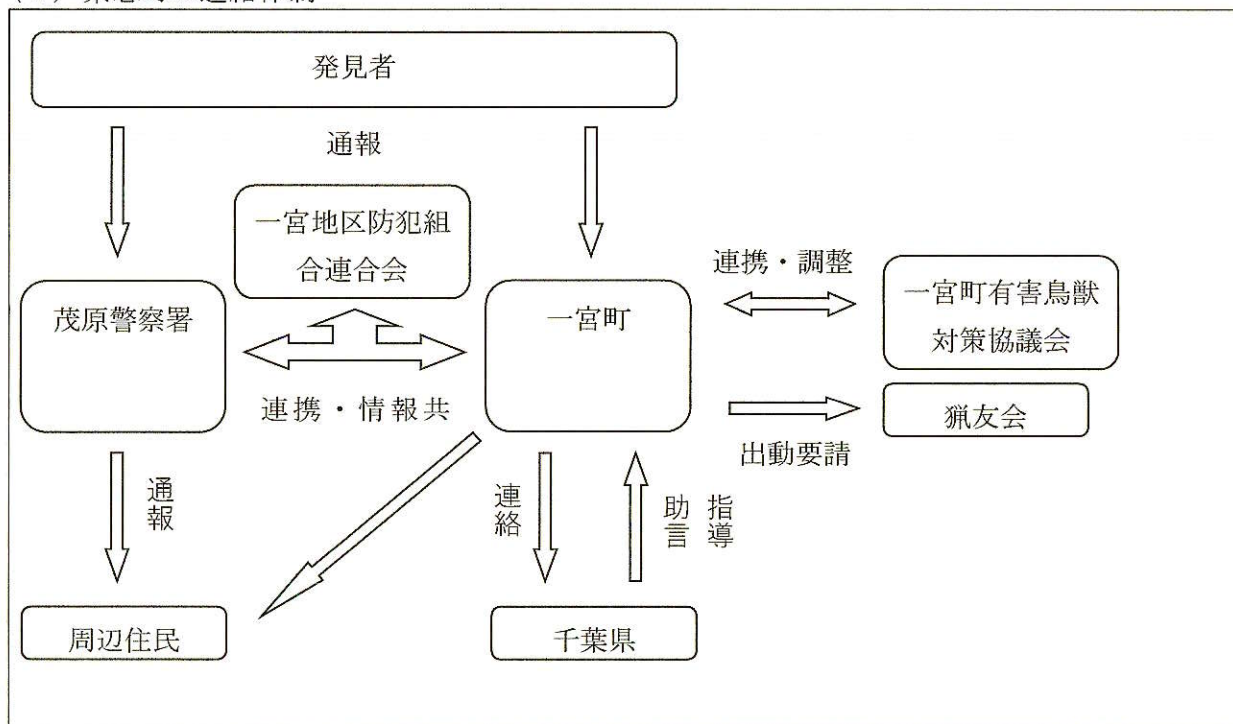 発見者
通報
一宮地区防犯組
合連合会
連携・調整
一宮町有害鳥獣
対策協議会
茂原警察署
一宮町
連携・情報共
猟友会
出動要請
通報
連絡
指導
助言
周辺住民
千葉県